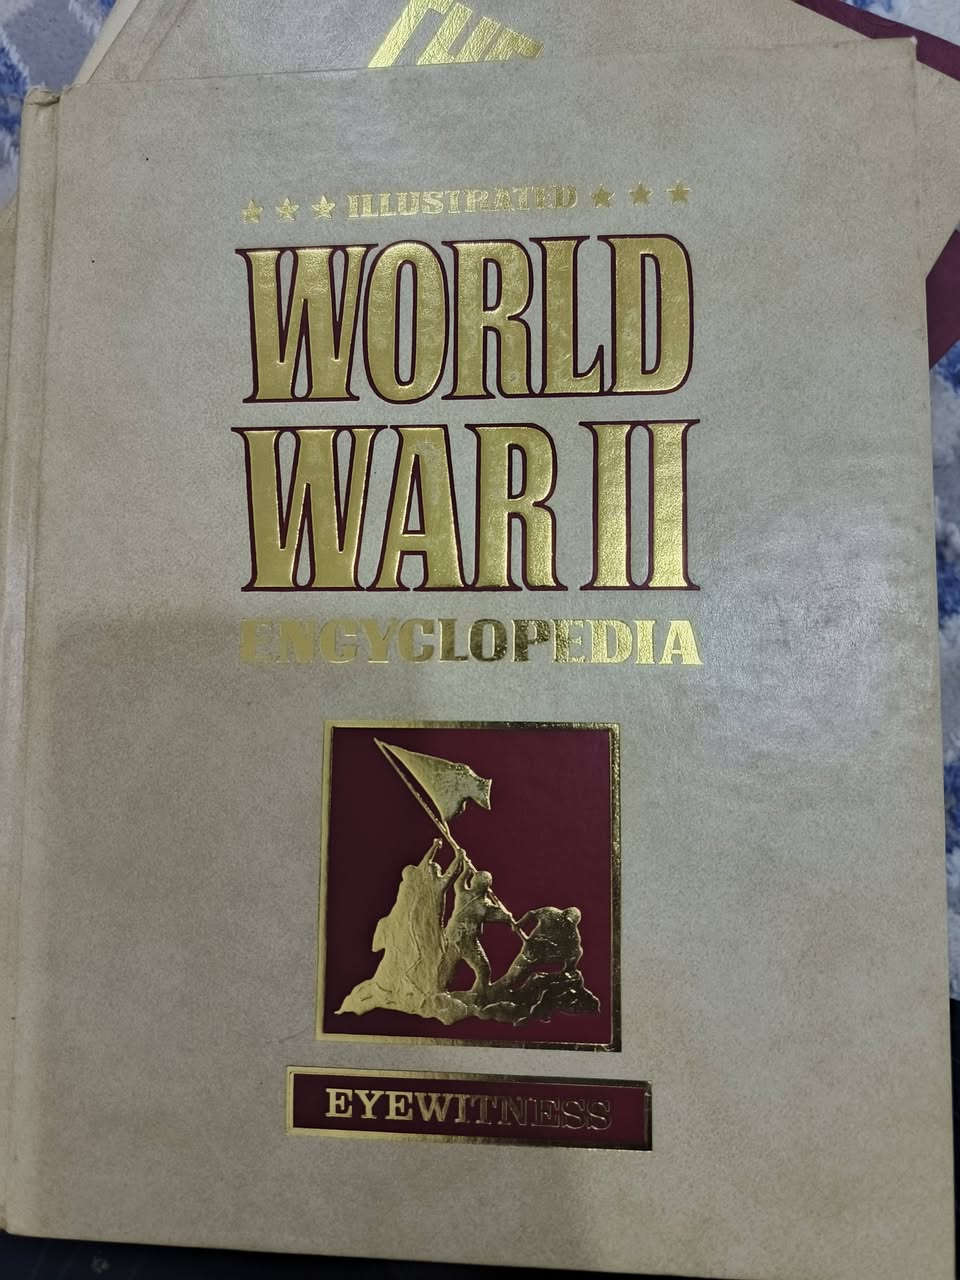 ILLUSTRATED
WORLD
WAR II
ENCYCLOPEDIA
EYEWITNESS